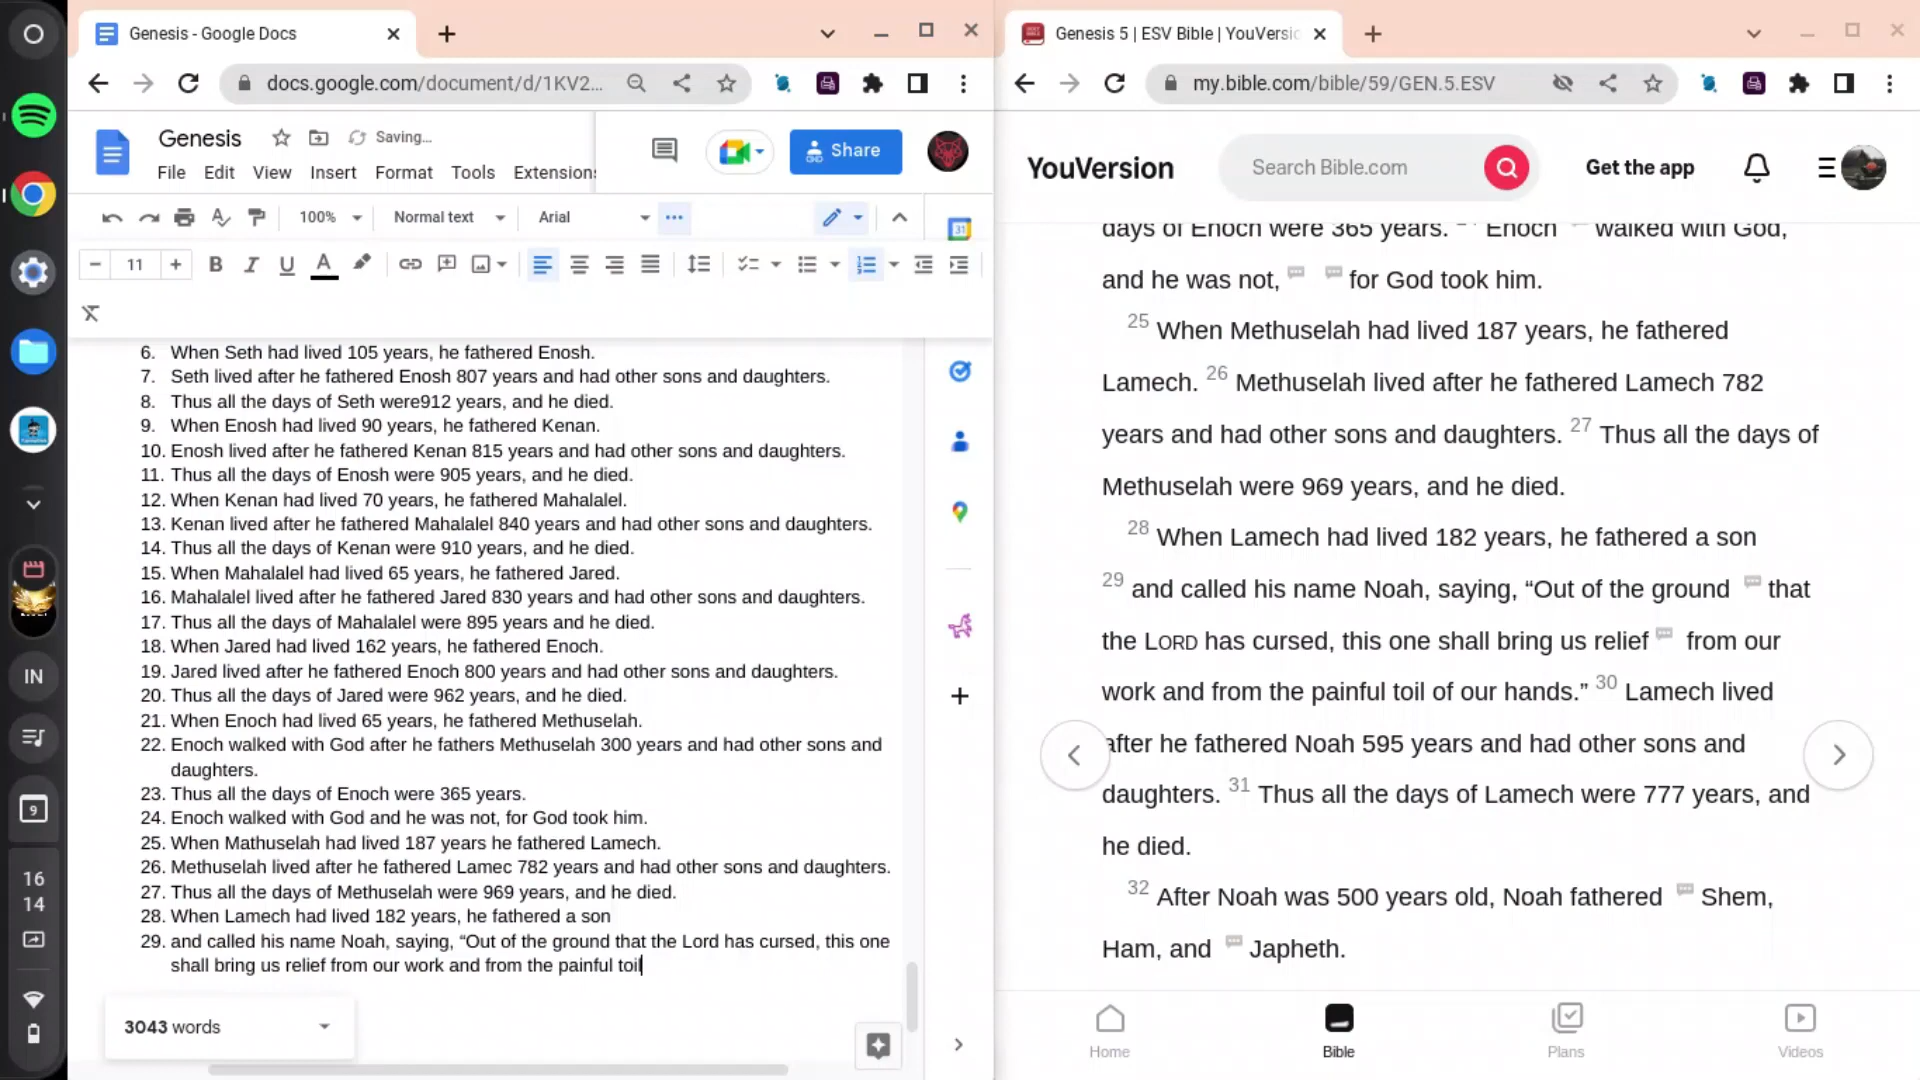 Genesis - Google Docs
docs.google.com/document/d/1KV2...
Genesis
Saving...
File Edit View Insert Format Tools Extensions
Share
100% Normal text Arial
11
6. When Seth had lived 105 years, he fathered Enosh.
7. Seth lived after he fathered Enosh 807 years and had other sons and daughters.
8. Thus all the days of Seth were912 years, and he died.
9. When Enosh had lived 90 years, he fathered Kenan.
10. Enosh lived after he fathered Kenan 815 years and had other sons and daughters.
11. Thus all the days of Enosh were 905 years, and he died.
12. When Kenan had lived 70 years, he fathered Mahalalel.
13. Kenan lived after he fathered Mahalalel 840 years and had other sons and daughters.
14. Thus all the days of Kenan were 910 years, and he died.
15. When Mahalalel had lived 65 years, he fathered Jared.
16. Mahalalel lived after he fathered Jared 830 years and had other sons and daughters.
17. Thus all the days of Mahalalel were 895 years and he died.
18. When Jared had lived 162 years, he fathered Enoch.
19. Jared lived after he fathered Enoch 800 years and had other sons and daughters.
20. Thus all the days of Jared were 962 years, and he died.
21. When Enoch had lived 65 years, he fathered Methuselah.
22. Enoch walked with God after he fathers Methuselah 300 years and had other sons and
daughters.
23. Thus all the days of Enoch were 365 years.
24. Enoch walked with God and he was not, for God took him.
25. When Mathuselah had lived 187 years he fathered Lamech.
26. Methuselah lived after he fathered Lamec 782 years and had other sons and daughters.
27. Thus all the days of Methuselah were 969 years, and he died.
28. When Lamech had lived 182 years, he fathered a son
29. and called his name Noah, saying, “Out of the ground that the Lord has cursed, this one
shall bring us relief from our work and from the painful toil
3043 words
31
IN
9
16
14
Genesis 5 | ESV Bible | YouVersic
my.bible.com/bible/59/GEN.5.ESV
YouVersion
Search Bible.com
Get the app
days of Enoch were 365 years. Enoch walked with God,
and he was not, for God took him.
25 When Methuselah had lived 187 years, he fathered
Lamech. 26 Methuselah lived after he fathered Lamech 782
years and had other sons and daughters. 27 Thus all the days of
Methuselah were 969 years, and he died.
28 When Lamech had lived 182 years, he fathered a son
29 and called his name Noah, saying, “Out of the ground that
the LORD has cursed, this one shall bring us relief from our
work and from the painful toil of our hands.” 30 Lamech lived
after he fathered Noah 595 years and had other sons and
daughters. 31 Thus all the days of Lamech were 777 years, and
he died.
32 After Noah was 500 years old, Noah fathered Shem,
Ham, and Japheth.
Home Bible Plans Videos